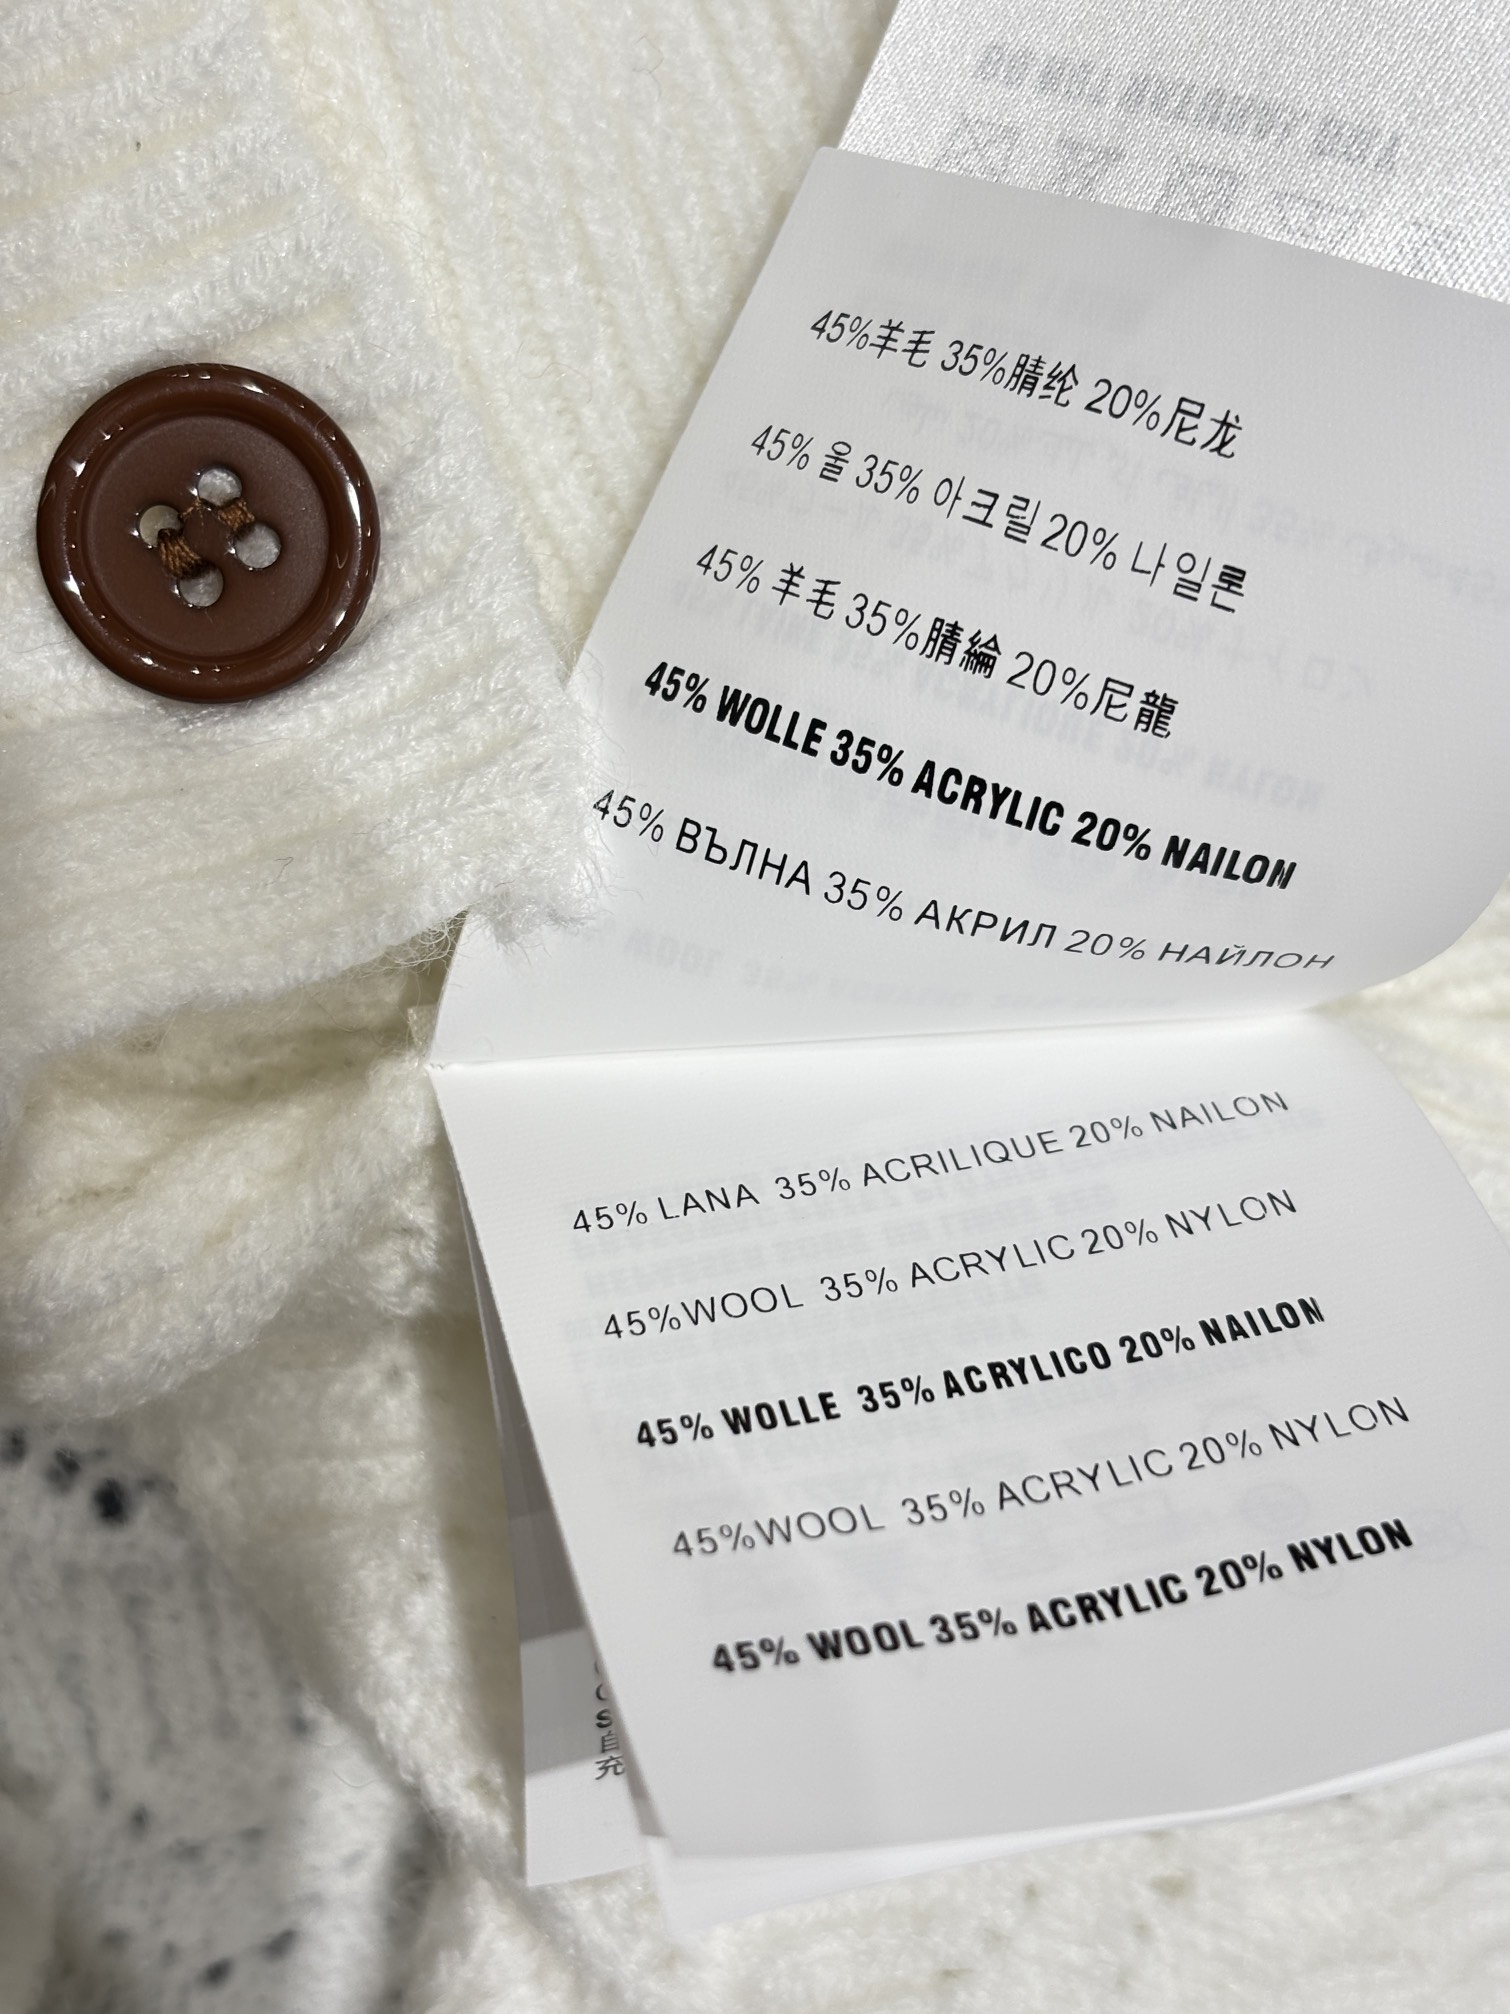 45%羊毛 35%腈纶 20%尼龙
45% 울 35% 아크릴 20% 나일론
45% 羊毛 35%腈綸 20%尼龍
45% WOLLE 35% ACRYLIC 20% NAILON
45% ВЪЛНА 35% АКРИЛ 20% НАЙЛОН
45% LANA 35% ACRILIQUE 20% NAILON
45%WOOL 35% ACRYLIC 20% NYLON
45% WOLLE 35% ACRYLICO 20% NAILON
45%WOOL 35% ACRYLIC 20% NYLON
45% WOOL 35% ACRYLIC 20% NYLON
S
自
充